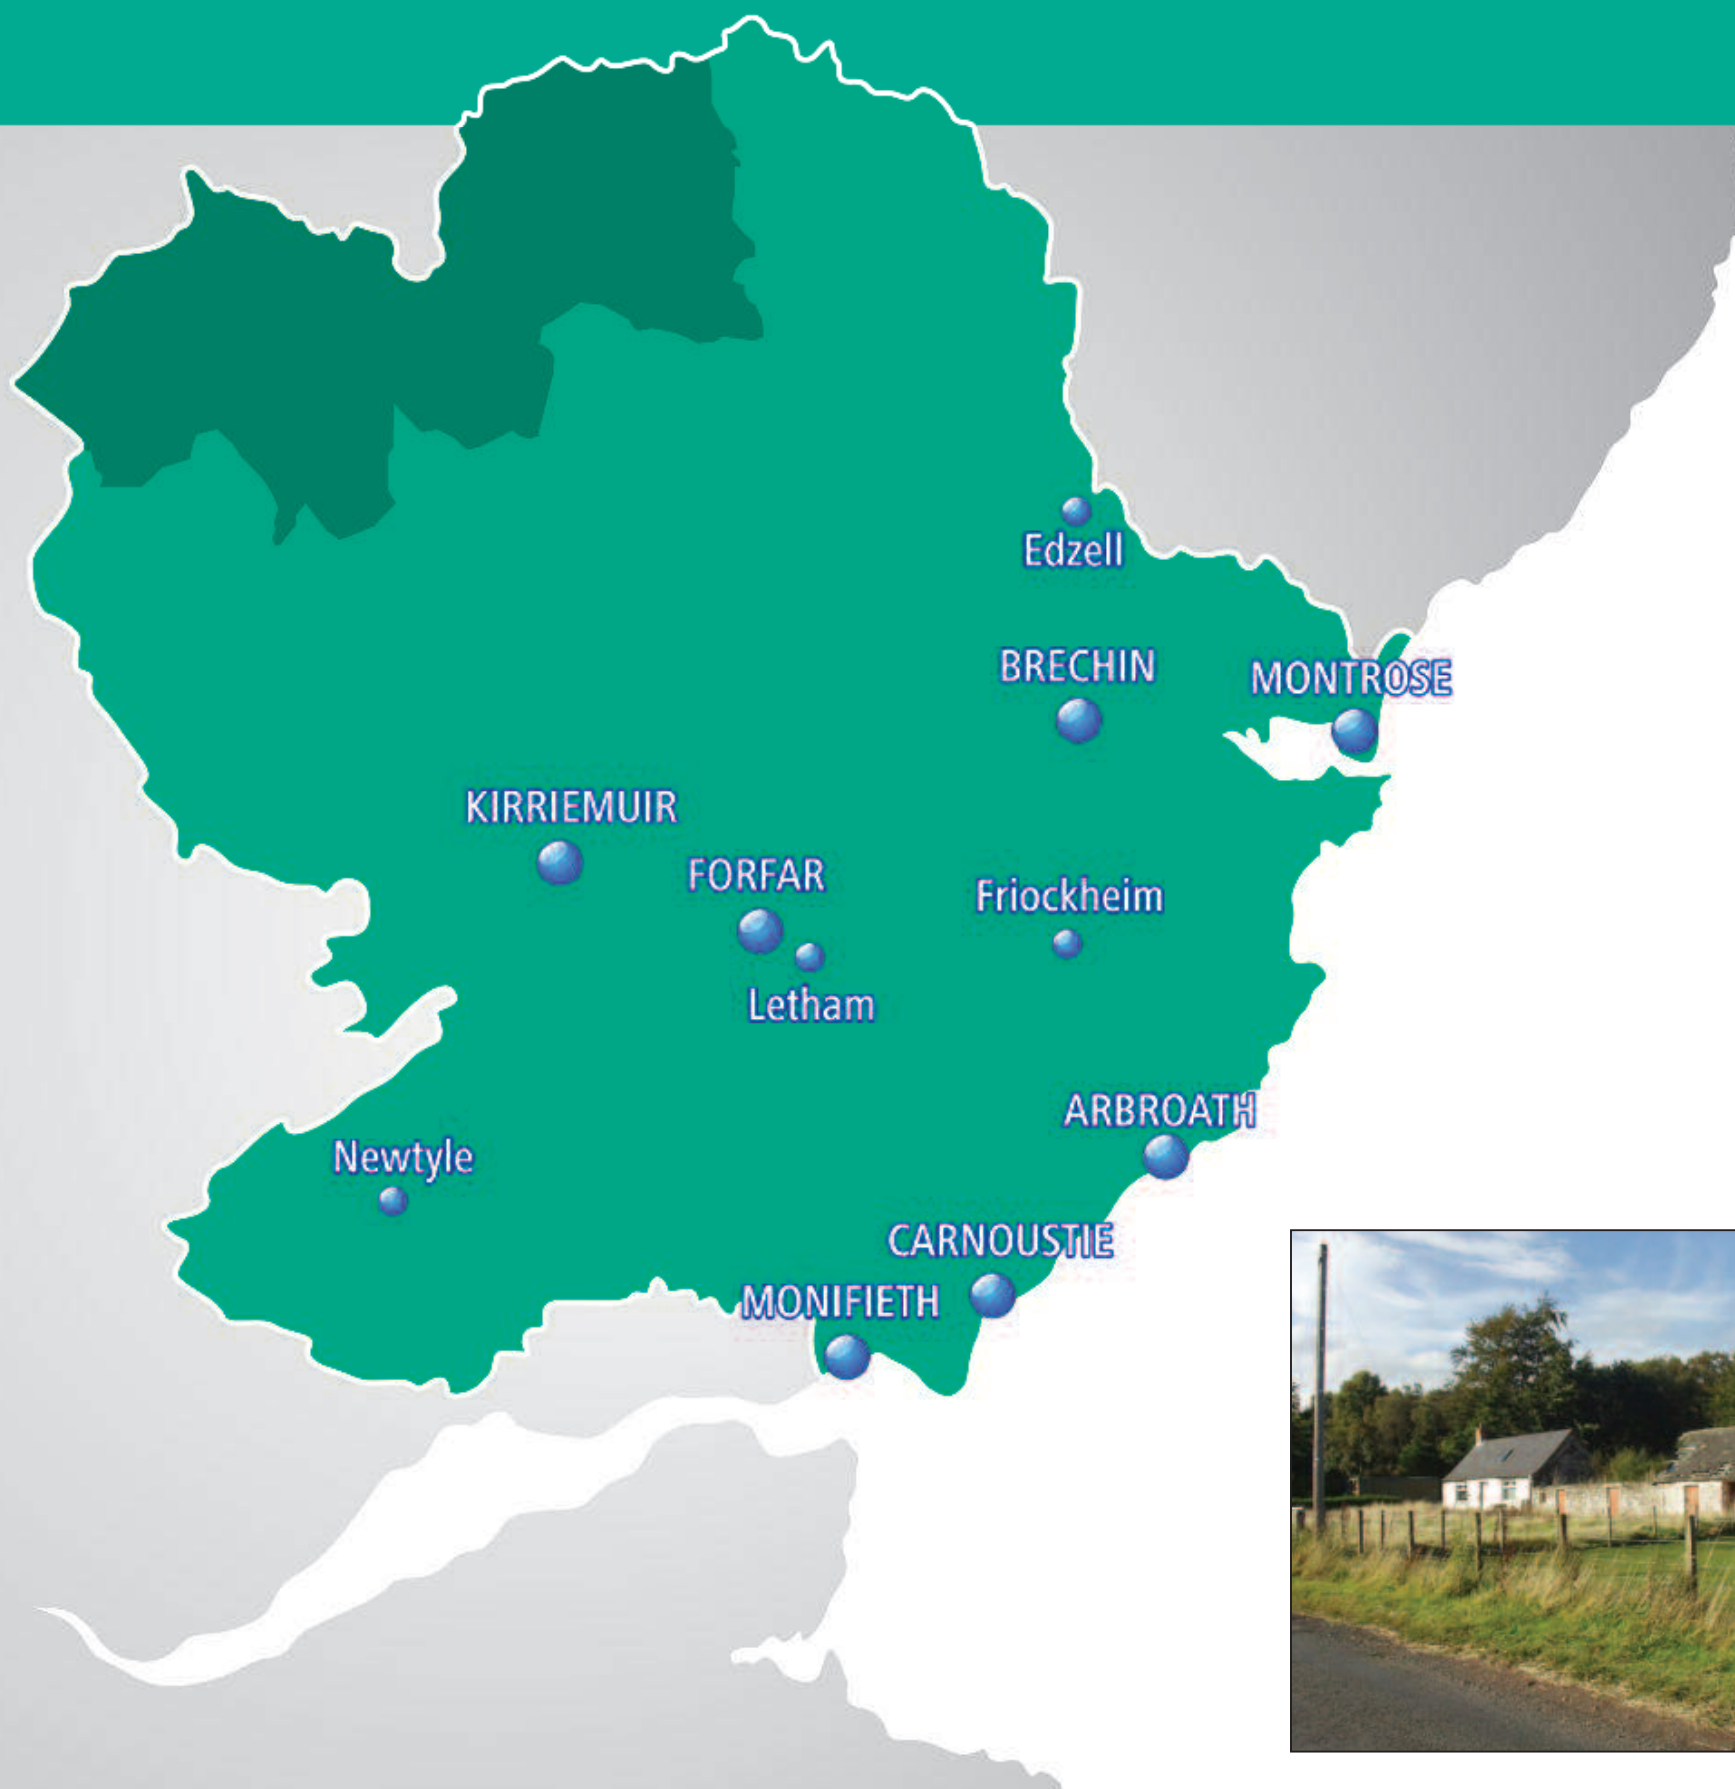 Edzell
BRECHIN
MONTROSE
KIRRIEMUIR
FORFAR
Friockheim
Letham
ARBROATH
Newtyle
CARNOUSTIE
MONIFIETH